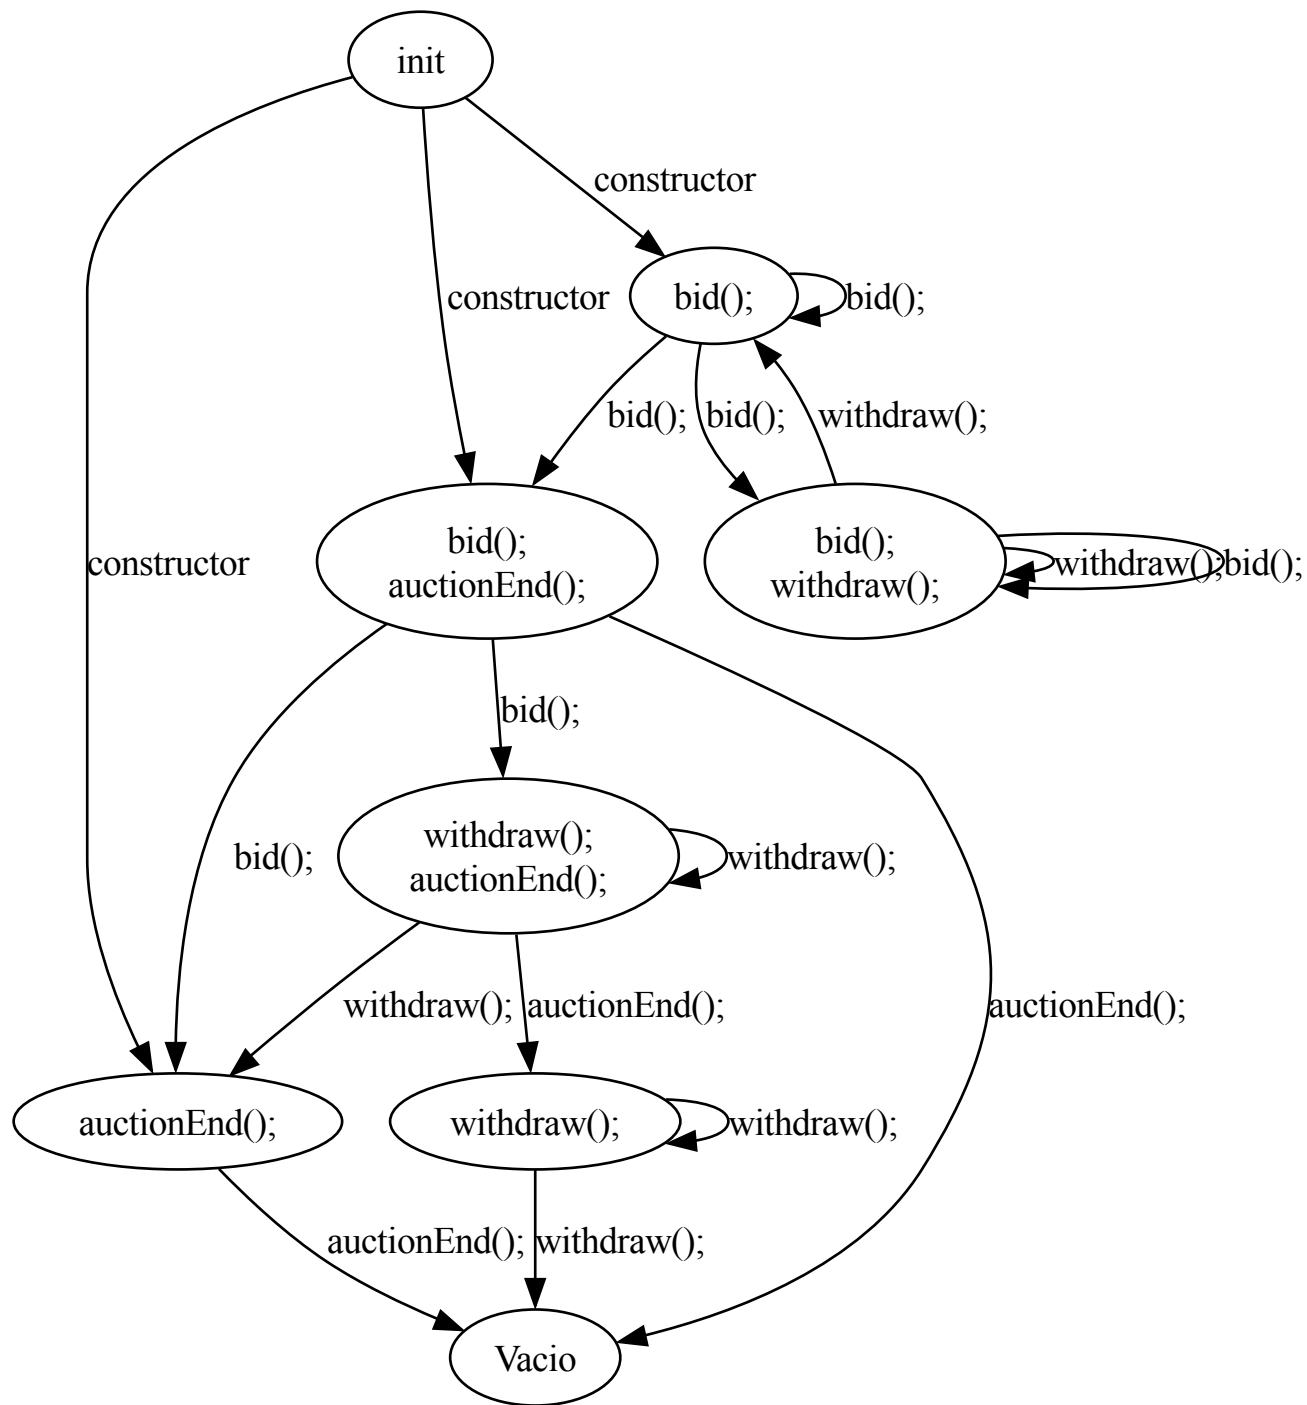 init
constructor
constructor
bid();
bid();
bid();
bid();
withdraw();
constructor
bid();
auctionEnd();
bid();
withdraw();
withdraw();
bid();
bid();
bid();
withdraw();
auctionEnd();
withdraw();
withdraw();
auctionEnd();
auctionEnd();
auctionEnd();
withdraw();
withdraw();
auctionEnd();
withdraw();
Vacio